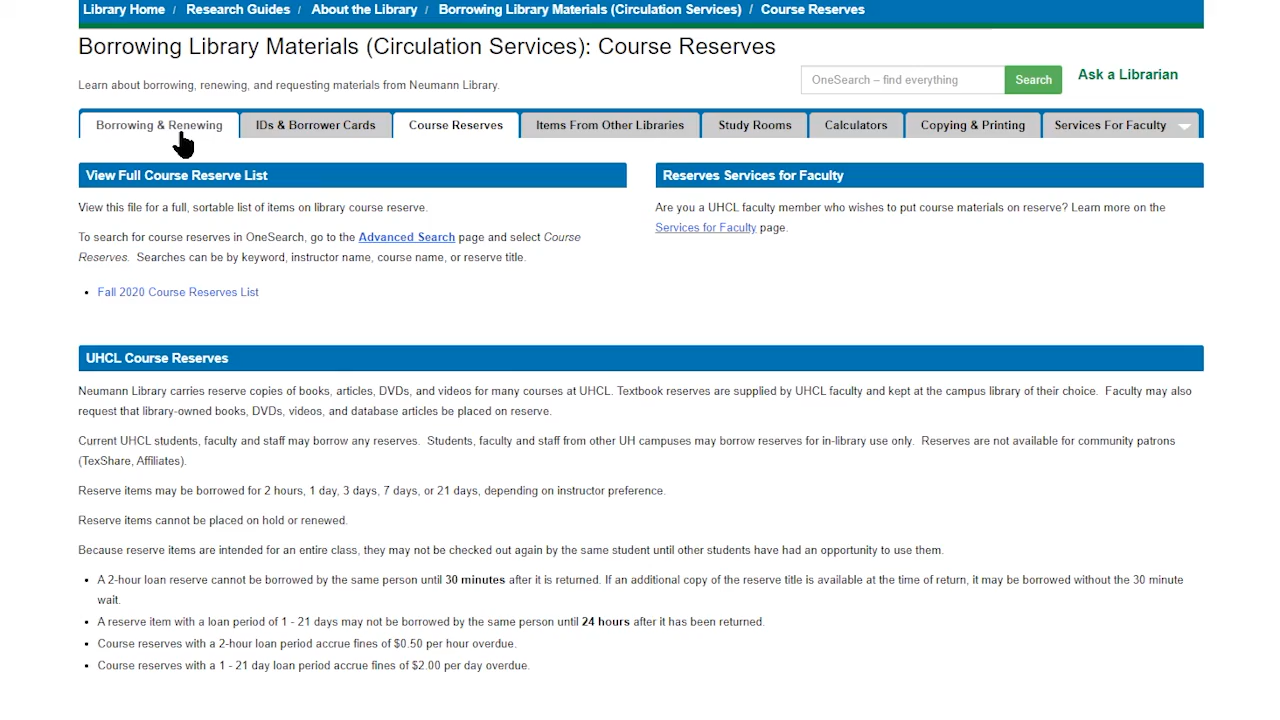 Library Home / Research Guides / About the Library / Borrowing Library Materials (Circulation Services) / Course Reserves
Borrowing Library Materials (Circulation Services): Course Reserves
Learn about borrowing, renewing, and requesting materials from Neumann Library.
OneSearch – find everything
Search
Ask a Librarian
Borrowing & Renewing
IDs & Borrower Cards
Course Reserves
Items From Other Libraries
Study Rooms
Calculators
Copying & Printing
Services For Faculty
View Full Course Reserve List
View this file for a full, sortable list of items on library course reserve.
To search for course reserves in OneSearch, go to the Advanced Search page and select Course
Reserves. Searches can be by keyword, instructor name, course name, or reserve title.
• Fall 2020 Course Reserves List
Reserves Services for Faculty
Are you a UHCL faculty member who wishes to put course materials on reserve? Learn more on the
Services for Faculty page.
UHCL Course Reserves
Neumann Library carries reserve copies of books, articles, DVDs, and videos for many courses at UHCL. Textbook reserves are supplied by UHCL faculty and kept at the campus library of their choice. Faculty may also
request that library-owned books, DVDs, videos, and database articles be placed on reserve.
Current UHCL students, faculty and staff may borrow any reserves. Students, faculty and staff from other UH campuses may borrow reserves for in-library use only. Reserves are not available for community patrons
(TexShare, Affiliates).
Reserve items may be borrowed for 2 hours, 1 day, 3 days, 7 days, or 21 days, depending on instructor preference.
Reserve items cannot be placed on hold or renewed.
Because reserve items are intended for an entire class, they may not be checked out again by the same student until other students have had an opportunity to use them.
• A 2-hour loan reserve cannot be borrowed by the same person until 30 minutes after it is returned. If an additional copy of the reserve title is available at the time of return, it may be borrowed without the 30 minute
wait.
• A reserve item with a loan period of 1 - 21 days may not be borrowed by the same person until 24 hours after it has been returned.
• Course reserves with a 2-hour loan period accrue fines of $0.50 per hour overdue.
• Course reserves with a 1 - 21 day loan period accrue fines of $2.00 per day overdue.